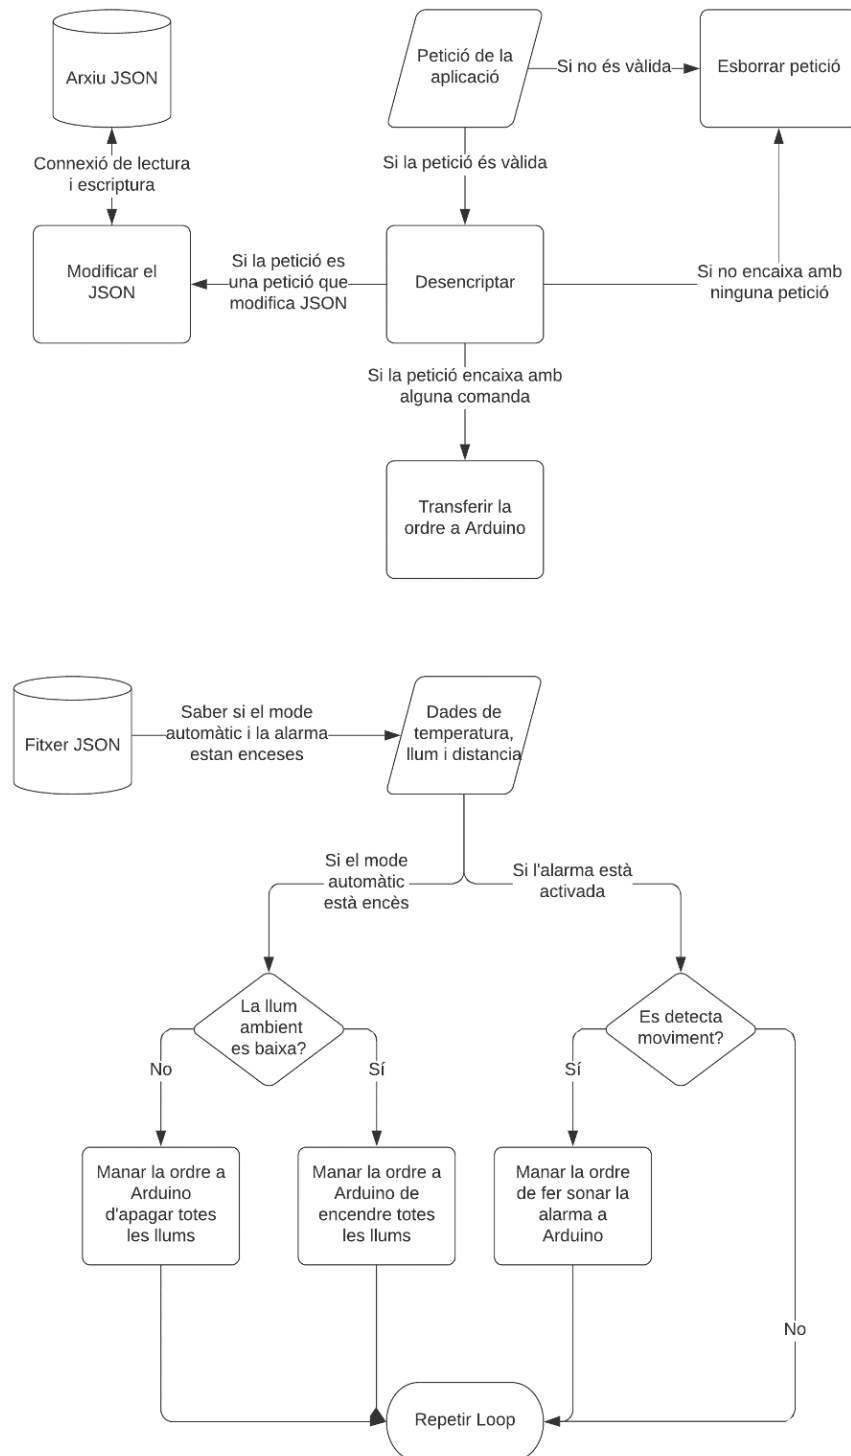 Arxiu JSON
Petició de la
aplicació
Si no és vàlida
Esborrar petició
Connexió de lectura
i escriptura
Si la petició és vàlida
Modificar el
JSON
Si la petició es
una petició que
modifica JSON
Desencriptar
Si no encaixa amb
ninguna petició
Si la petició encaixa amb
alguna comanda
Transferir la
ordre a Arduino
Fitxer JSON
Saber si el mode
automàtic i la alarma
estan enceses
Dades de
temperatura,
llum i distancia
Si el mode
automàtic
està encès
Si l'alarma està
activada
La llum
ambient
es baixa?
Es detecta
moviment?
No
Sí
Sí
Manar la ordre a
Arduino
d'apagar totes
les llums
Manar la ordre a
Arduino de
encendre totes
les llums
Manar la ordre
de fer sonar la
alarma a
Arduino
No
Repetir Loop